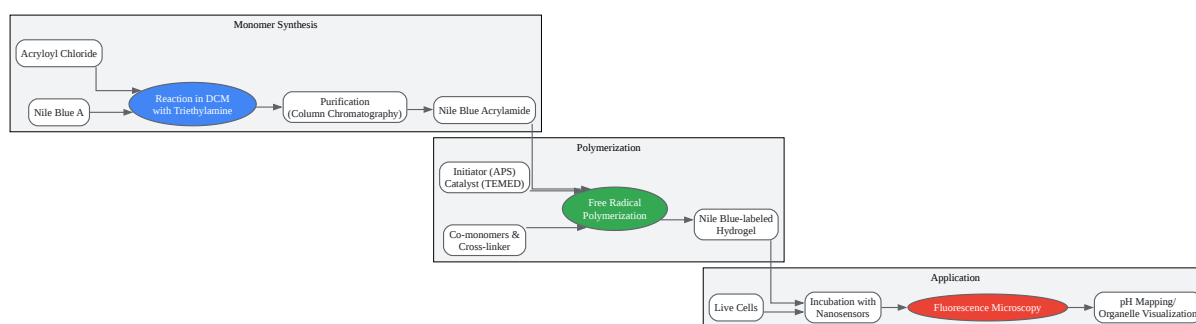 Monomer Synthesis
Acryloyl Chloride
Nile Blue A
Reaction in DCM
with Triethylamine
Purification
(Column Chromatography)
Nile Blue Acrylamide
Polymerization
Initiator (APS)
Catalyst (TEMED)
Co-monomers &
Cross-linker
Free Radical
Polymerization
Nile Blue-labeled
Hydrogel
Application
Live Cells
Incubation with
Nanosensors
Fluorescence Microscopy
pH Mapping/
Organelle Visualization